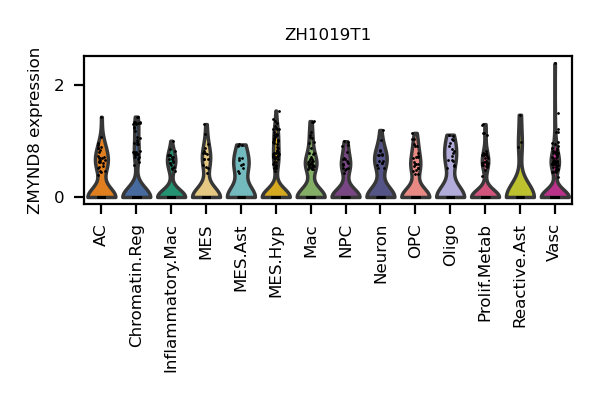 ZH1019T1
ZMYND8 expression
2
0
AC
Chromatin.Reg
Inflammatory.Mac
MES
MES.Ast
MES.Hyp
Mac
NPC
Neuron
OPC
Oligo
Prolif.Metab
Reactive.Ast
Vasc